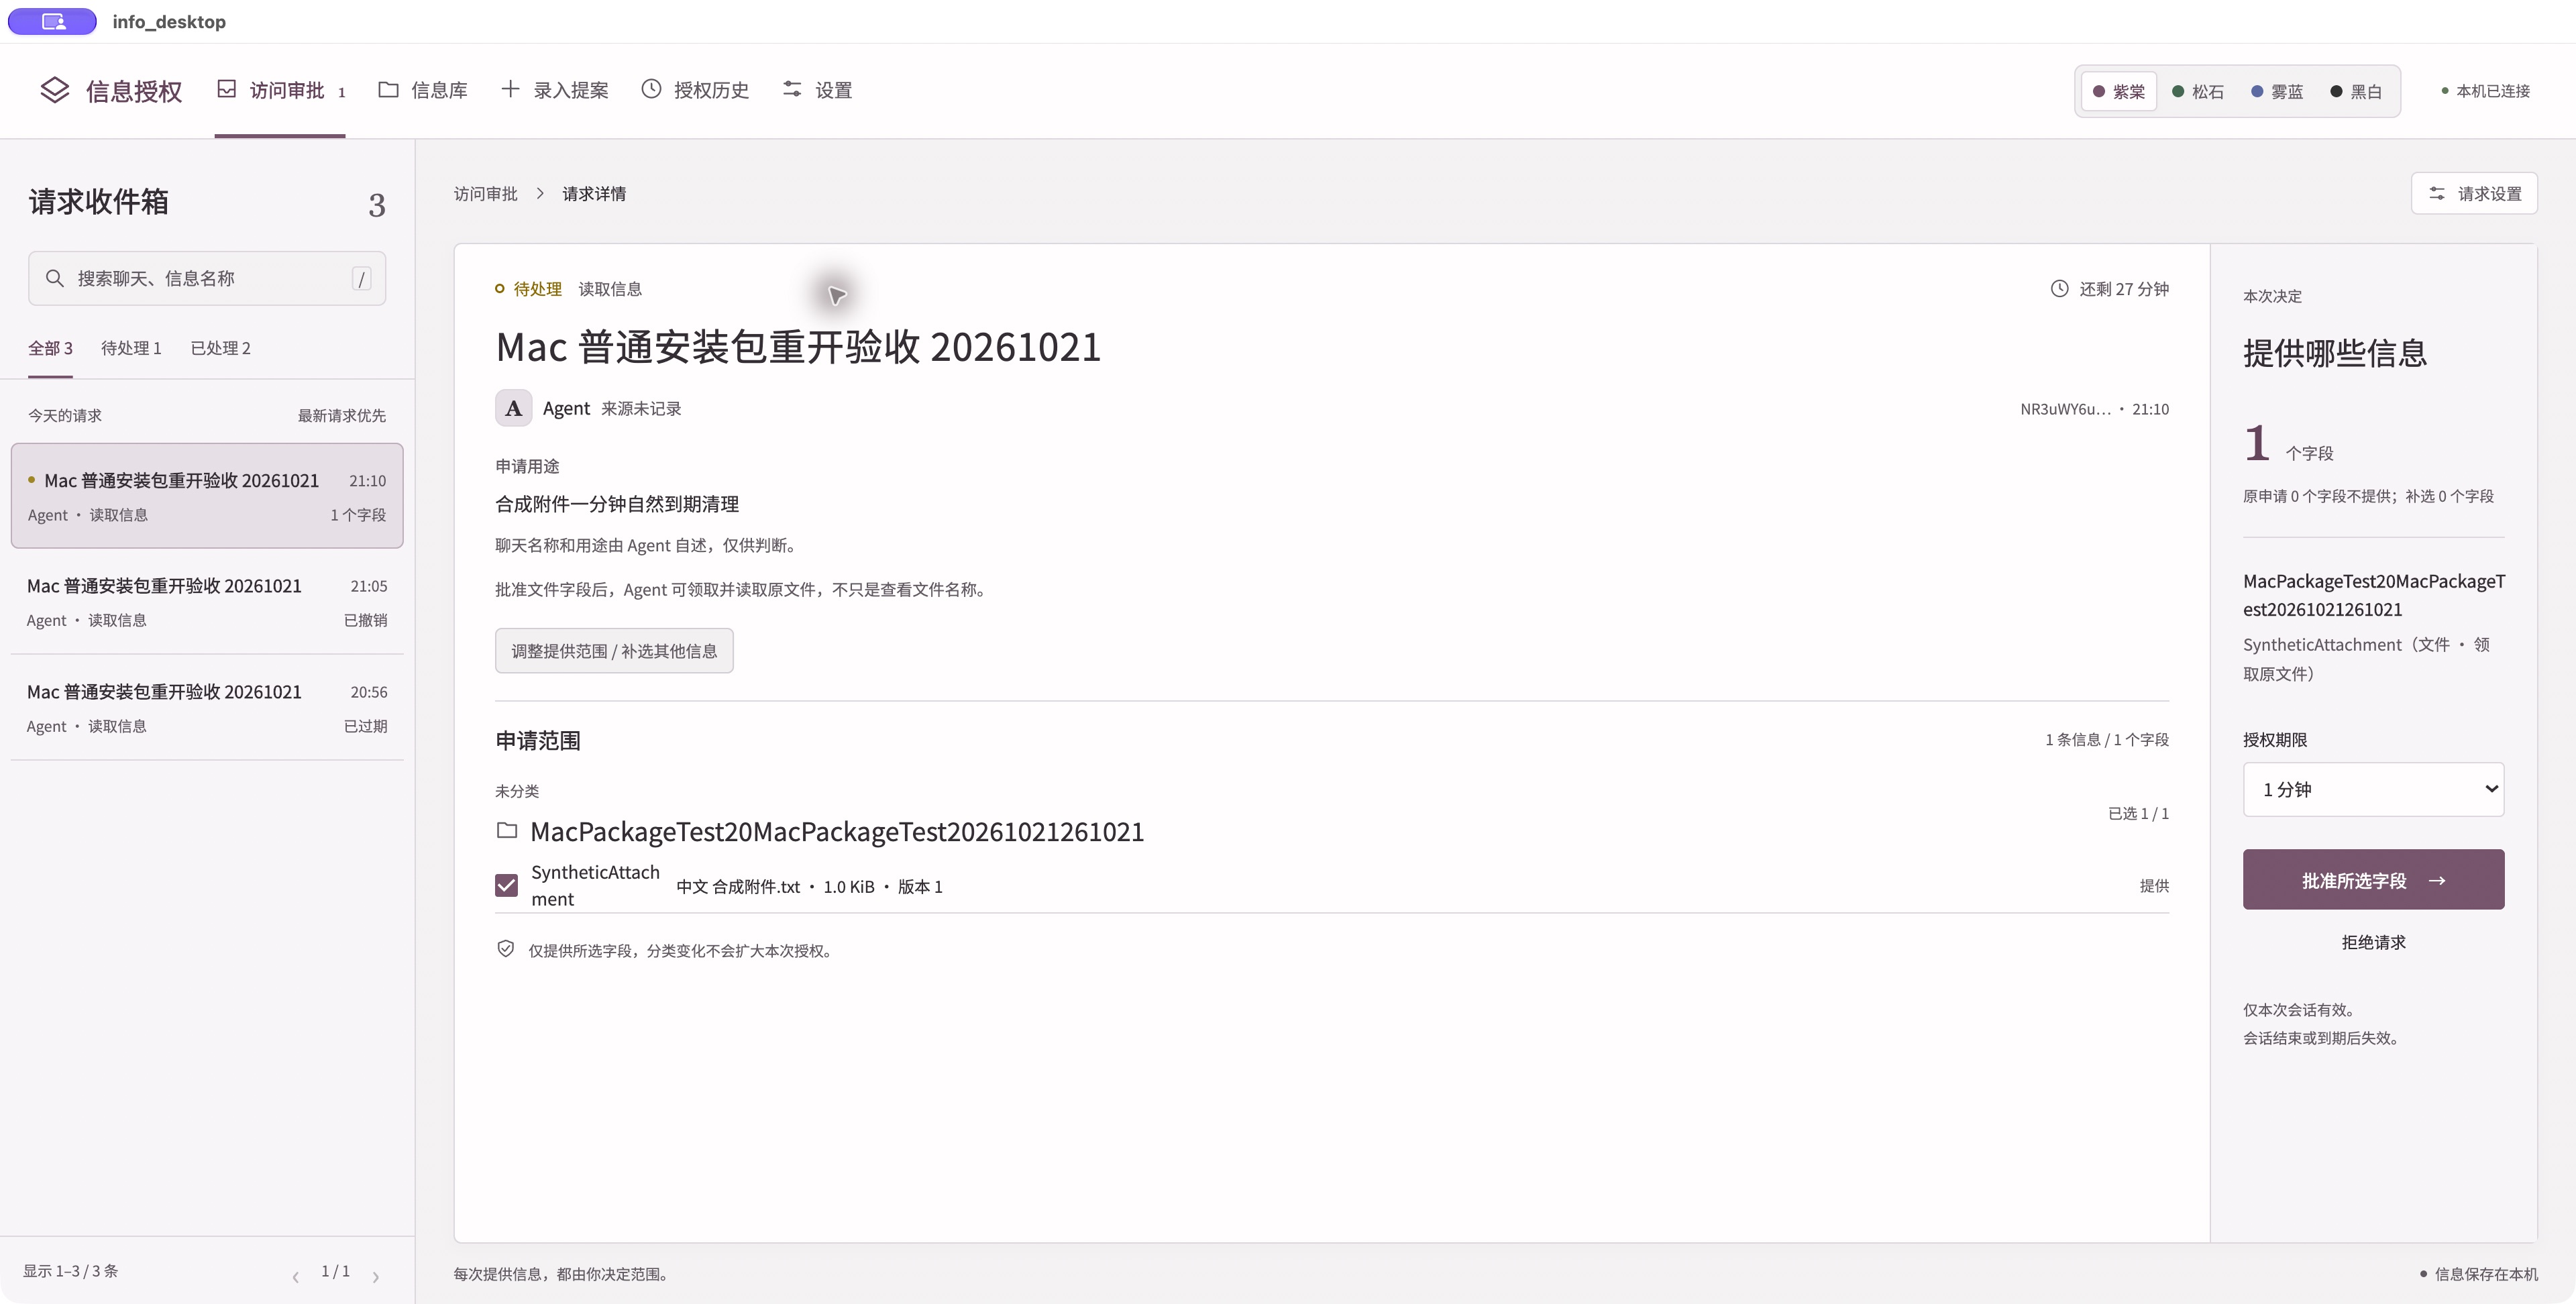 info_desktop
信息授权
访问审批 1
信息库
录入提案
授权历史
设置
紫棠
松石
雾蓝
黑白
本机已连接
请求收件箱
3
搜索聊天、信息名称
/
全部 3
待处理 1
已处理 2
今天的请求
最新请求优先
Mac 普通安装包重开验收 20261021
21:10
Agent · 读取信息
1 个字段
Mac 普通安装包重开验收 20261021
21:05
Agent · 读取信息
已撤销
Mac 普通安装包重开验收 20261021
20:56
Agent · 读取信息
已过期
显示 1–3 / 3 条
‹ 1 / 1 ›
访问审批 > 请求详情
请求设置
待处理 读取信息
还剩 27 分钟
Mac 普通安装包重开验收 20261021
A Agent 来源未记录
NR3uWY6u… · 21:10
申请用途
合成附件一分钟自然到期清理
聊天名称和用途由 Agent 自述，仅供判断。
批准文件字段后，Agent 可领取并读取原文件，不只是查看文件名称。
调整提供范围 / 补选其他信息
申请范围
1 条信息 / 1 个字段
未分类
MacPackageTest20MacPackageTest20261021261021
已选 1 / 1
SyntheticAttach
ment
中文 合成附件.txt · 1.0 KiB · 版本 1
提供
仅提供所选字段，分类变化不会扩大本次授权。
本次决定
提供哪些信息
1 个字段
原申请 0 个字段不提供；补选 0 个字段
MacPackageTest20MacPackageT
est20261021261021
SyntheticAttachment（文件 · 领
取原文件）
授权期限
1 分钟
批准所选字段 →
拒绝请求
仅本次会话有效。
会话结束或到期后失效。
每次提供信息，都由你决定范围。
信息保存在本机